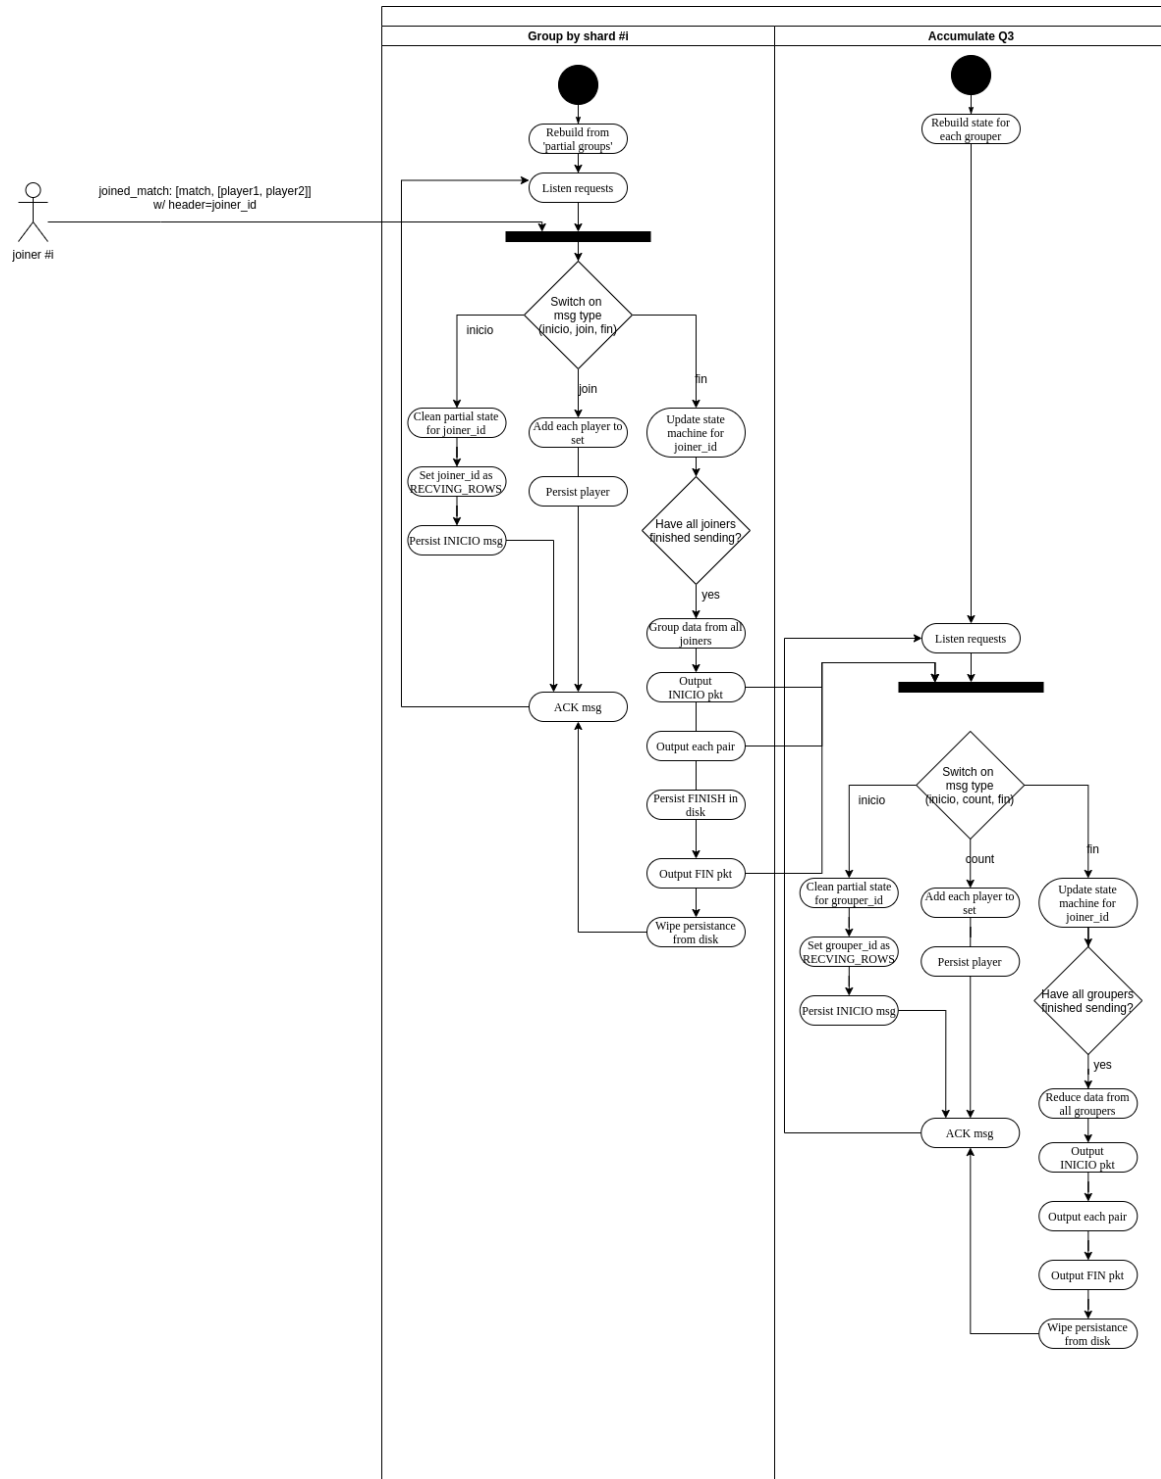 Group by shard #i
Accumulate Q3
Rebuild from
'partial groups'
Rebuild state for
each grouper
Listen requests
joined_match: [match, [player1, player2]]
w/ header=joiner_id
joiner #i
Switch on
msg type
(inicio, join, fin)
inicio
join
fin
Clean partial state
for joiner_id
Add each player to
set
Update state
machine for
joiner_id
Set joiner_id as
RECVING_ROWS
Persist player
Persist INICIO msg
Have all joiners
finished sending?
yes
Group data from all
joiners
Output
INICIO pkt
ACK msg
Output each pair
Persist FINISH in
disk
Output FIN pkt
Wipe persistance
from disk
Listen requests
Switch on
msg type
(inicio, count, fin)
inicio
count
fin
Clean partial state
for grouper_id
Add each player to
set
Update state
machine for
joiner_id
Set grouper_id as
RECVING_ROWS
Persist player
Persist INICIO msg
Have all groupers
finished sending?
yes
Reduce data from
all groupers
ACK msg
Output
INICIO pkt
Output each pair
Output FIN pkt
Wipe persistance
from disk